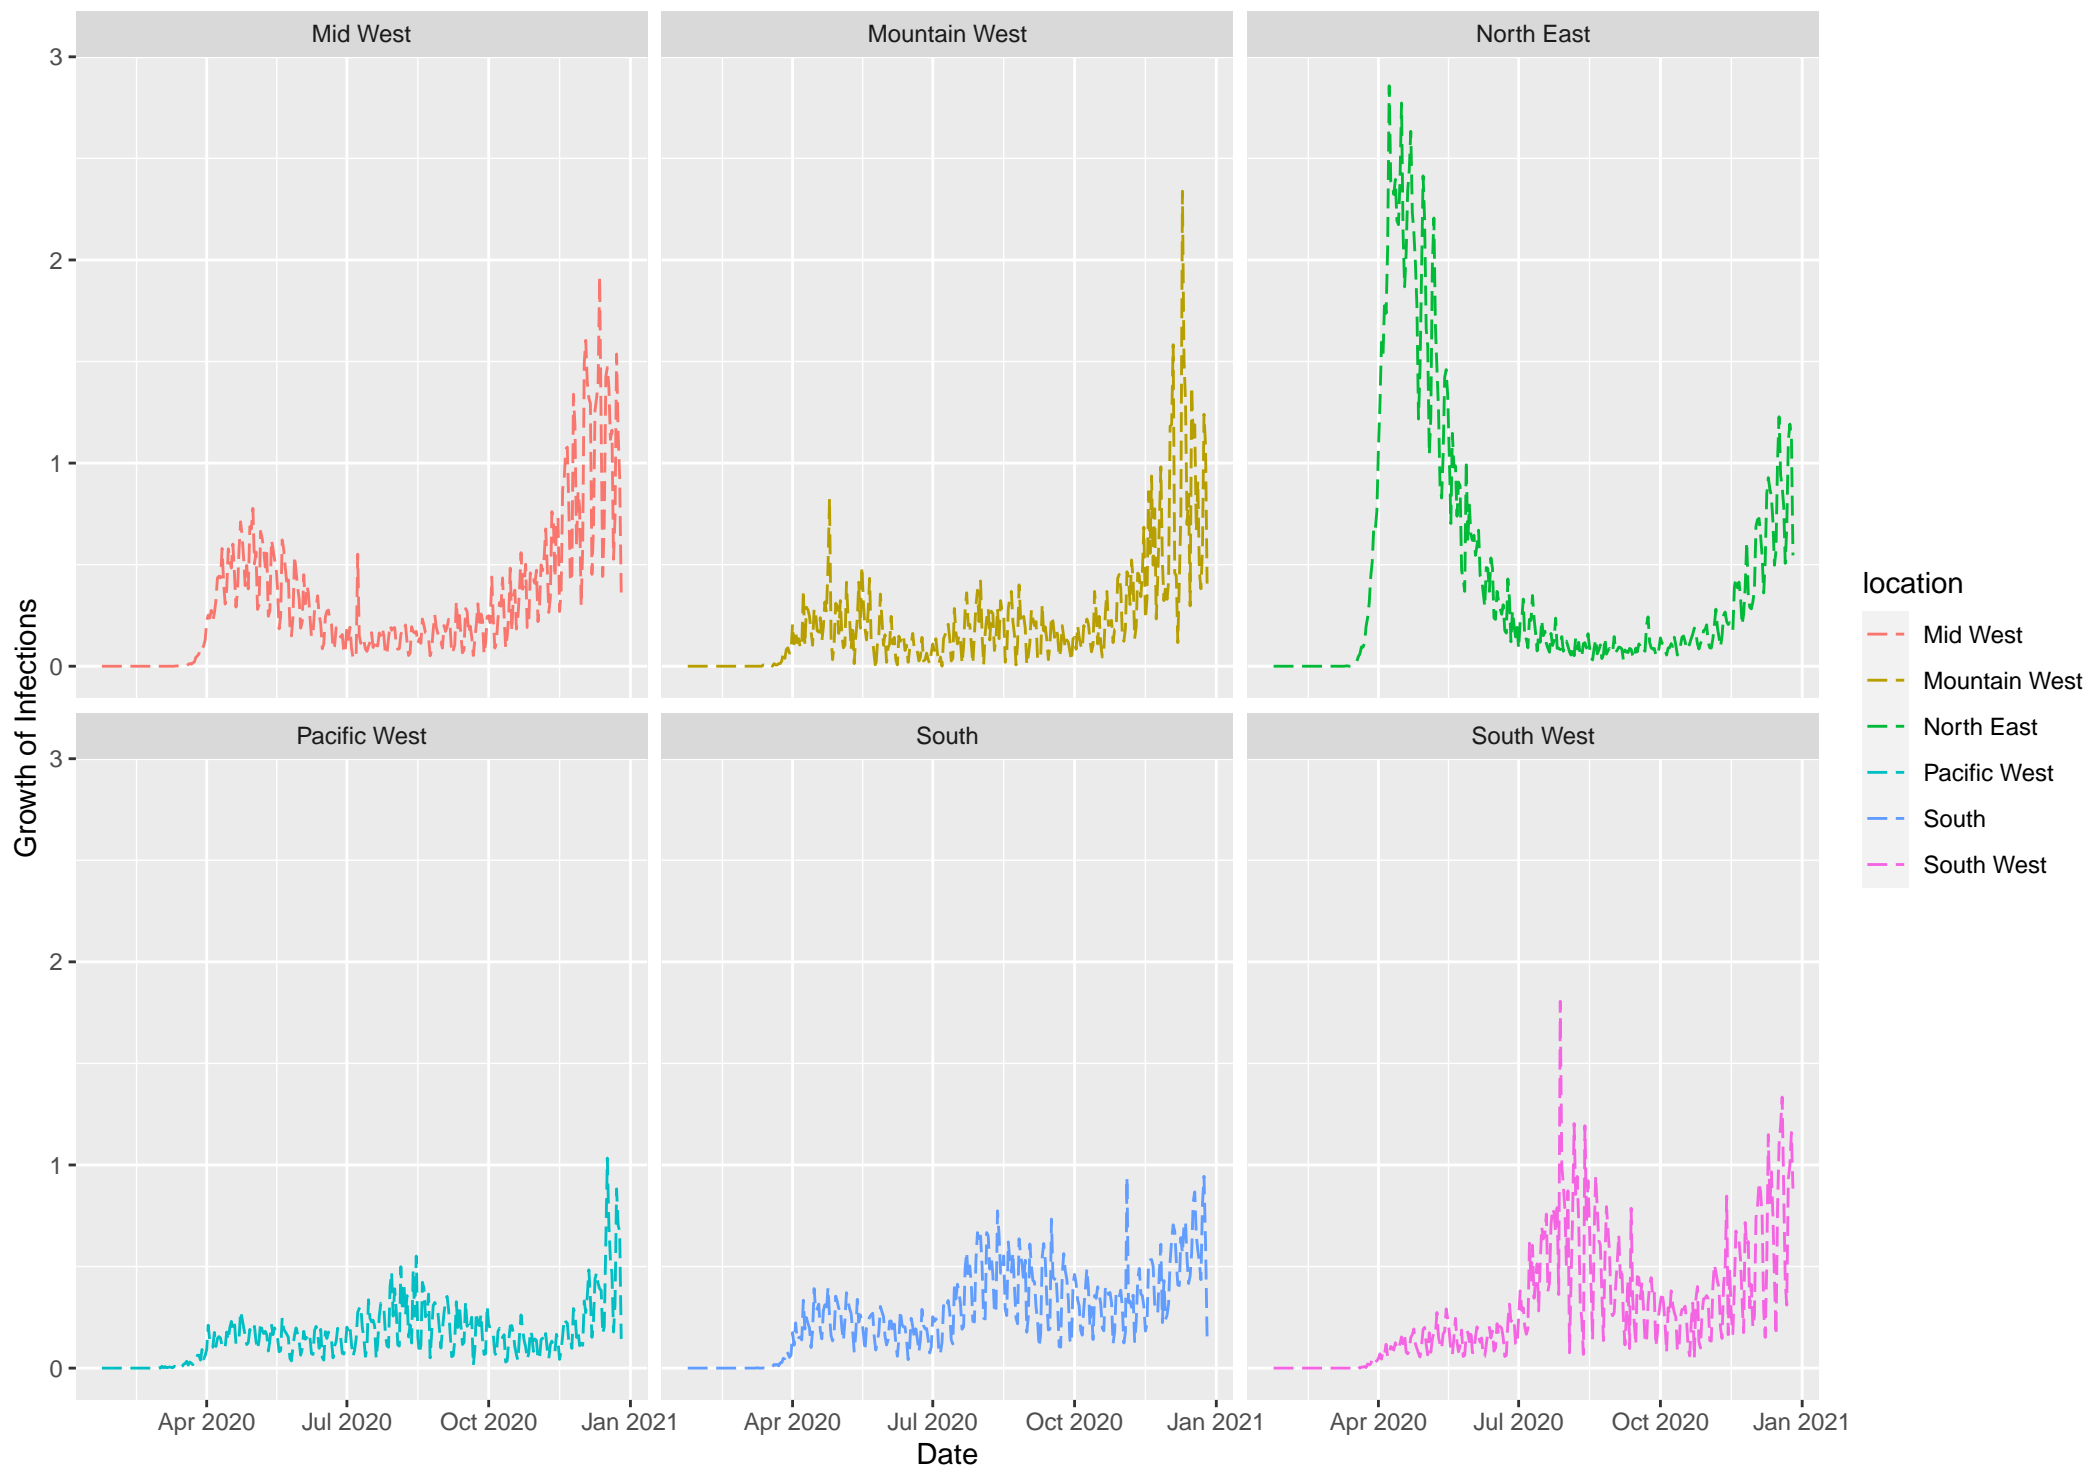 Mid West
Mountain West
North East
3
2
1
0
Pacific West
South
South West
3
2
1
0
Growth of Infections
Apr 2020 Jul 2020 Oct 2020 Jan 2021
Apr 2020 Jul 2020 Oct 2020 Jan 2021
Apr 2020 Jul 2020 Oct 2020 Jan 2021
Date
location
Mid West
Mountain West
North East
Pacific West
South
South West